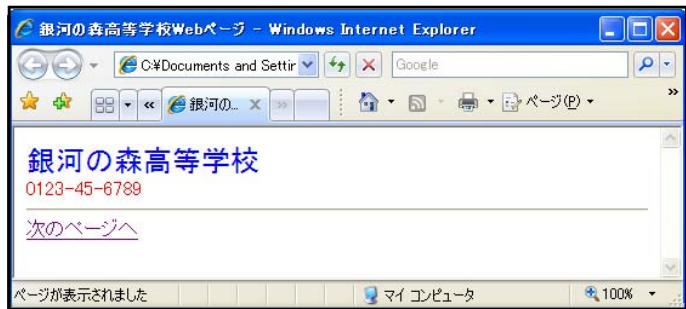 銀河の森高等学校Webページ - Windows Internet Explorer
C:¥Documents and Settir
Google
銀河の...
ページ(P)
銀河の森高等学校
0123-45-6789
次のページへ
ページが表示されました
マイ コンピュータ
100%